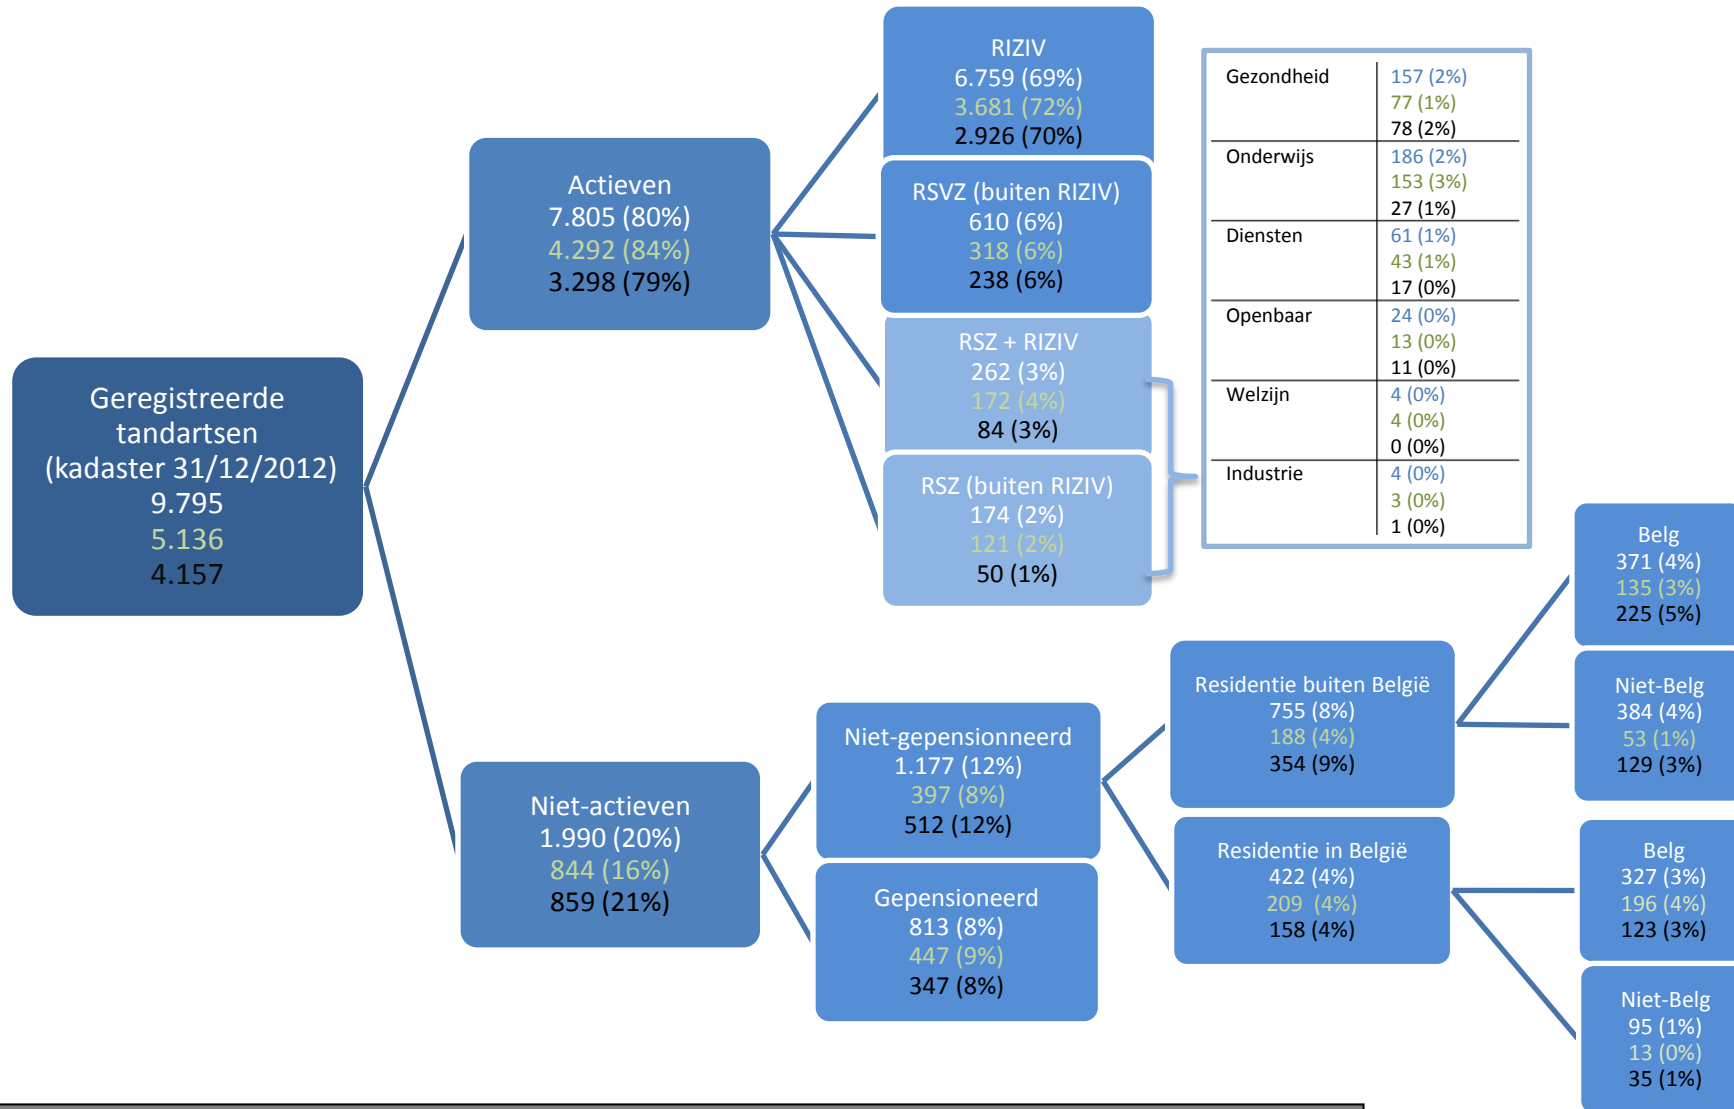 Geregistreerde
tandartsen
(kadaster 31/12/2012)
9.795
5.136
4.157
Actieven
7.805 (80%)
4.292 (84%)
3.298 (79%)
RIZIV
6.759 (69%)
3.681 (72%)
2.926 (70%)
RSVZ (buiten RIZIV)
610 (6%)
318 (6%)
238 (6%)
RSZ + RIZIV
262 (3%)
172 (4%)
84 (3%)
RSZ (buiten RIZIV)
174 (2%)
121 (2%)
50 (1%)
Gezondheid 157 (2%)
77 (1%)
78 (2%)
Onderwijs 186 (2%)
153 (3%)
27 (1%)
Diensten 61 (1%)
43 (1%)
17 (0%)
Openbaar 24 (0%)
13 (0%)
11 (0%)
Welzijn 4 (0%)
4 (0%)
0 (0%)
Industrie 4 (0%)
3 (0%)
1 (0%)
Niet-actieven
1.990 (20%)
844 (16%)
859 (21%)
Niet-gepensionneerd
1.177 (12%)
397 (8%)
512 (12%)
Gepensioneerd
813 (8%)
447 (9%)
347 (8%)
Residentie buiten België
755 (8%)
188 (4%)
354 (9%)
Residentie in België
422 (4%)
209 (4%)
158 (4%)
Belg
371 (4%)
135 (3%)
225 (5%)
Niet-Belg
384 (4%)
53 (1%)
129 (3%)
Belg
327 (3%)
196 (4%)
123 (3%)
Niet-Belg
95 (1%)
13 (0%)
35 (1%)